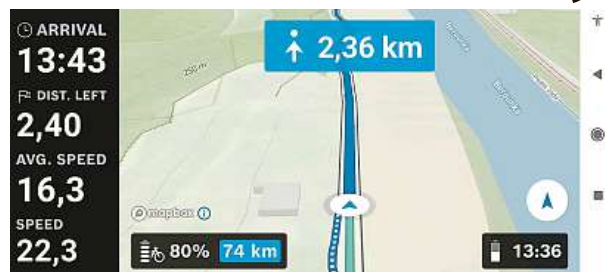 ARRIVAL
13:43
DIST. LEFT
2,40
AVG. SPEED
16,3
SPEED
22,3
2,36 km
mapbox
80% 74 km
13:36